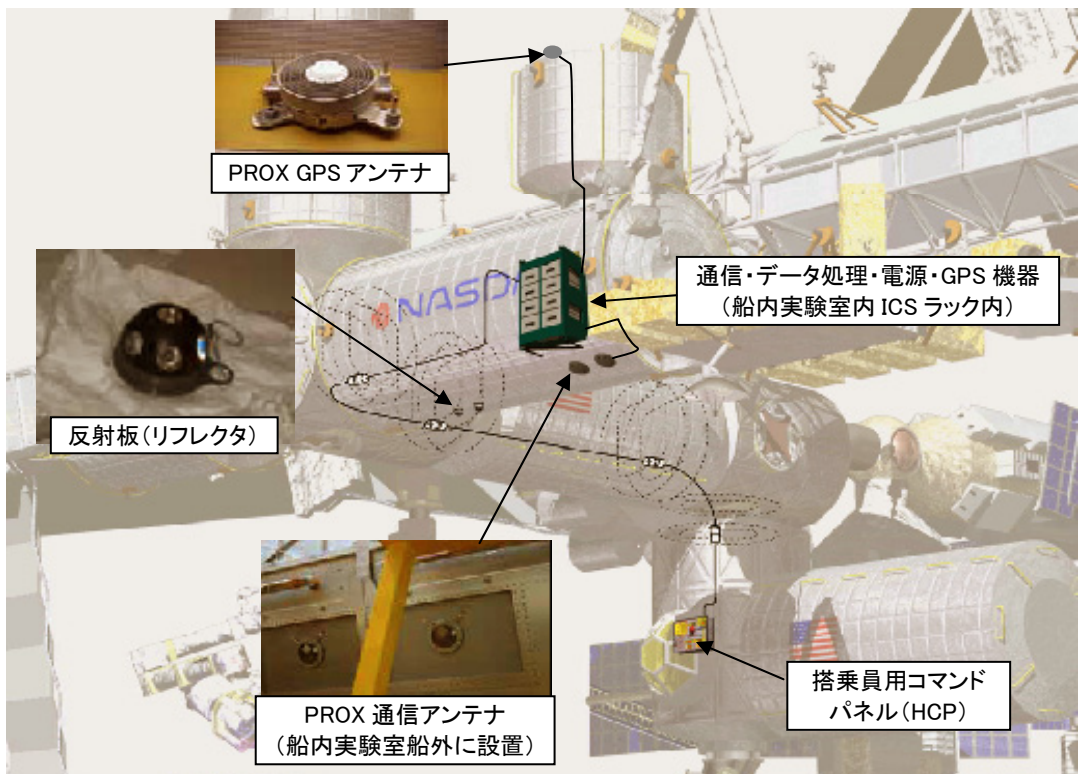 PROX GPS アンテナ
NASD
通信・データ処理・電源・GPS 機器
(船内実験室内 ICS ラック内)
反射板(リフレクタ)
PROX 通信アンテナ
(船内実験室船外に設置)
搭乗員用コマンド
パネル(HCP)